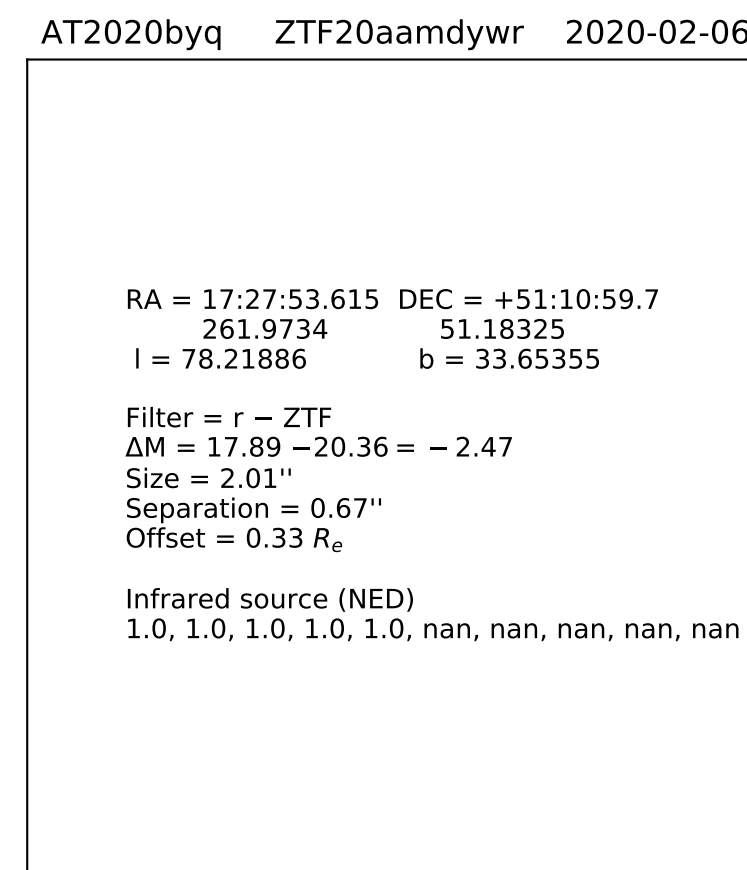 AT2020byq ZTF20aamdywr 2020-02-06
RA = 17:27:53.615 DEC = +51:10:59.7
261.9734 51.18325
l = 78.21886 b = 33.65355
Filter = r − ZTF
ΔM = 17.89 −20.36 = − 2.47
Size = 2.01''
Separation = 0.67''
Offset = 0.33 Rₑ
Infrared source (NED)
1.0, 1.0, 1.0, 1.0, 1.0, nan, nan, nan, nan, nan